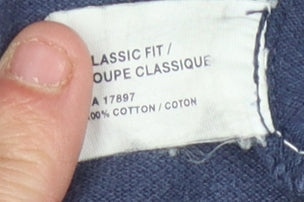 LASSIC FIT /
OUPE CLASSIQUE
A 17897
00% COTTON / COTON